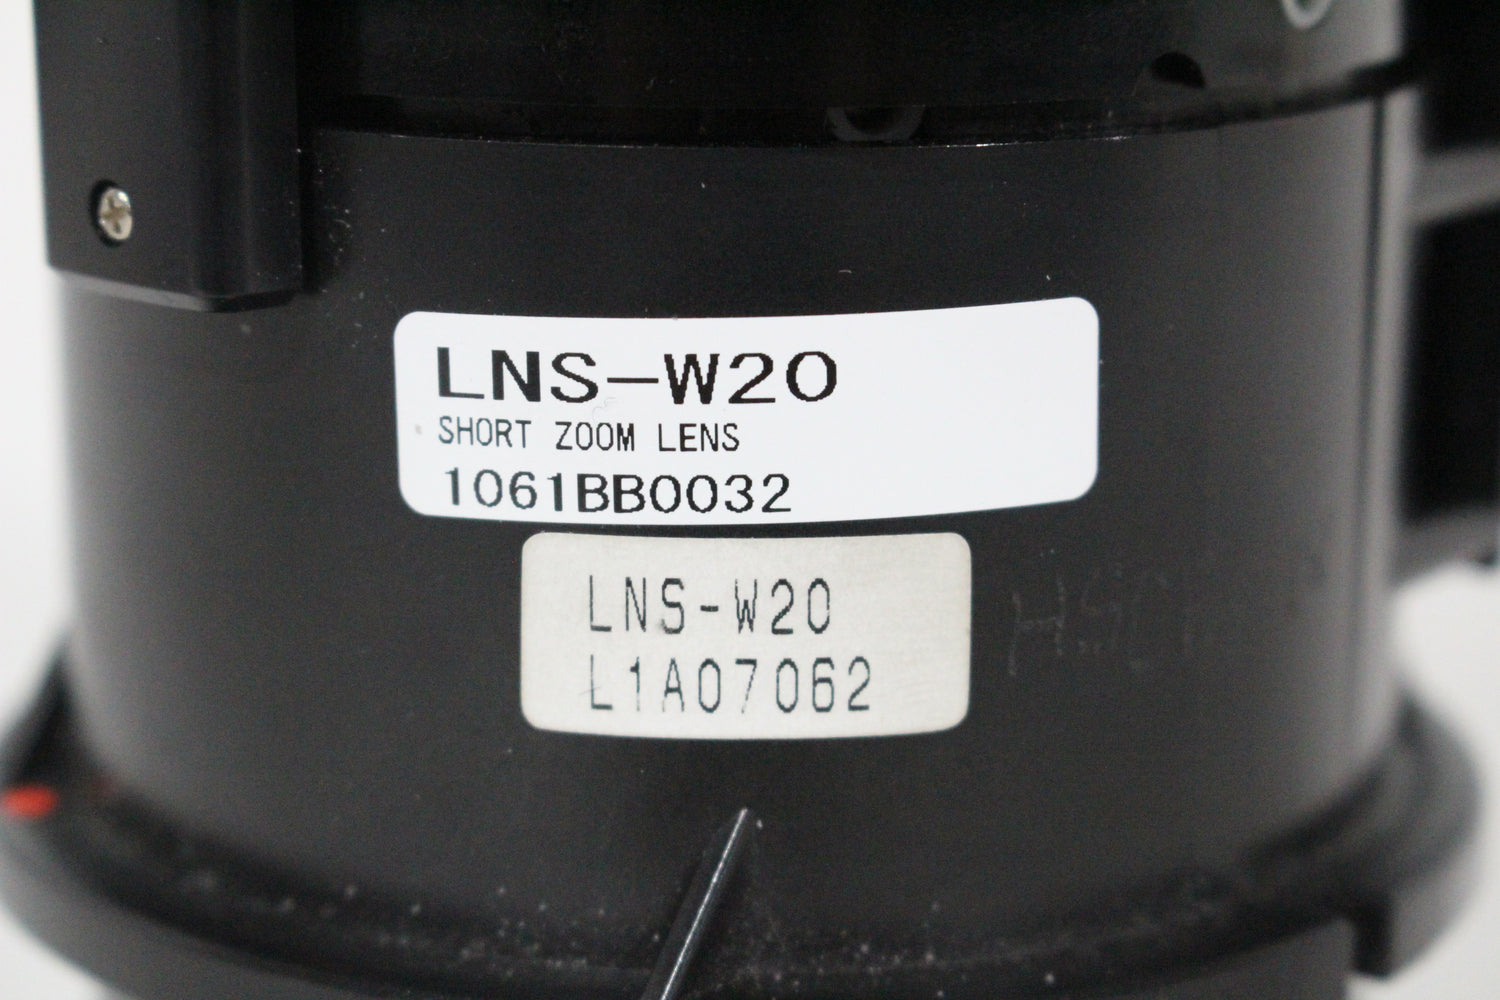 LNS-W20
SHORT ZOOM LENS
1061BB0032
LNS-W20
L1A07062